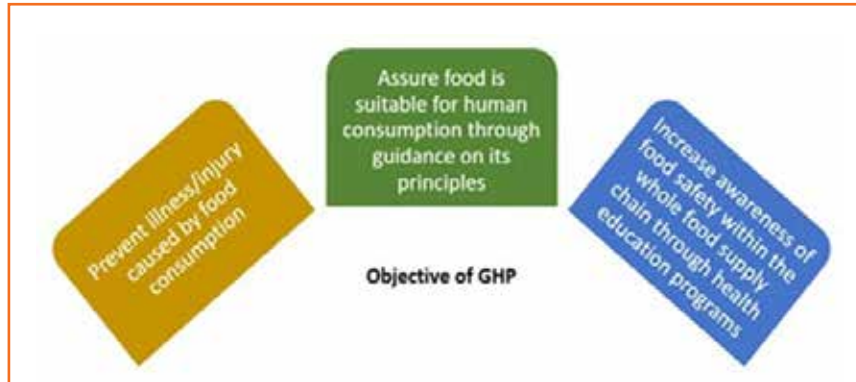 Prevent illness/injury
caused by food
consumption
Assure food is
suitable for human
consumption through
guidance on its
principles
Increase awareness of
food safety within the
whole food supply
chain through health
education programs
Objective of GHP